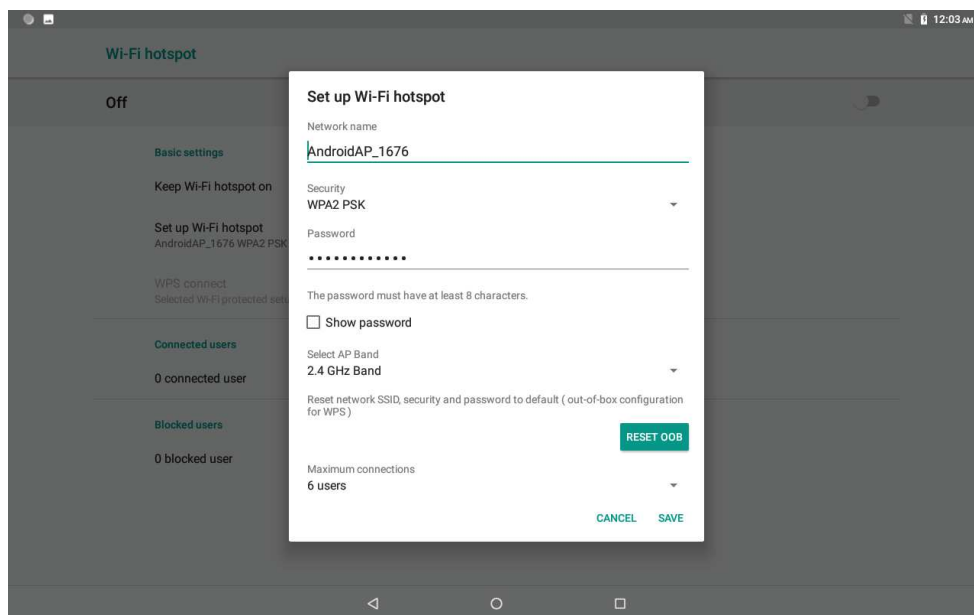 12:03 AM
Wi-Fi hotspot
Off
Basic settings
Keep Wi-Fi hotspot on
Set up Wi-Fi hotspot
AndroidAP_1676 WPA2 PSK
WPS connect
Selected Wi-Fi protected
Connected users
0 connected user
Blocked users
0 blocked user
Set up Wi-Fi hotspot
Network name
AndroidAP_1676
Security
WPA2 PSK
Password
••••••••••••
The password must have at least 8 characters.
Show password
Select AP Band
2.4 GHz Band
Reset network SSID, security and password to default ( out-of-box configuration
for WPS )
RESET OOB
Maximum connections
6 users
CANCEL SAVE